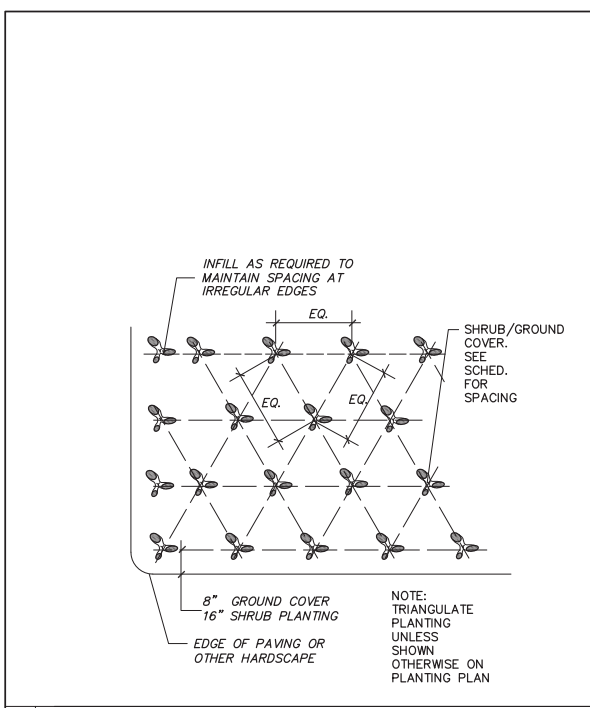 INFILL AS REQUIRED TO
MAINTAIN SPACING AT
IRREGULAR EDGES
EQ.
SHRUB/GROUND
COVER.
SEE
SCHED.
FOR
SPACING
EQ.
EQ.
8" GROUND COVER
16" SHRUB PLANTING
EDGE OF PAVING OR
OTHER HARDSCAPE
NOTE:
TRIANGULATE
PLANTING
UNLESS
SHOWN
OTHERWISE ON
PLANTING PLAN